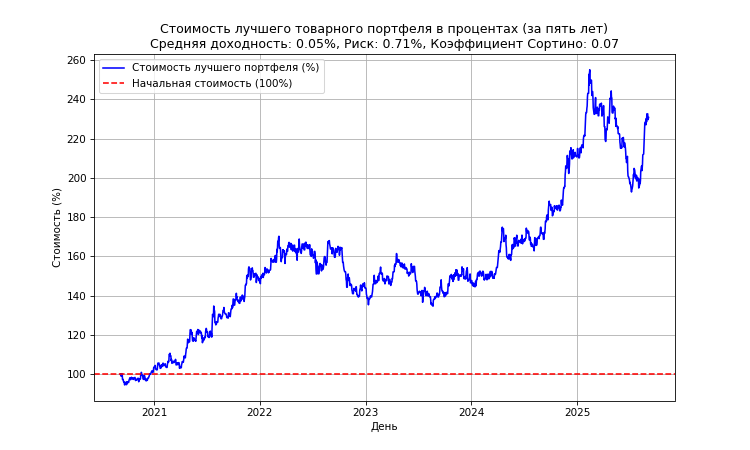 Стоимость лучшего товарного портфеля в процентах (за пять лет)
Средняя доходность: 0.05%, Риск: 0.71%, Коэффициент Сортино: 0.07
Стоимость лучшего портфеля (%)
Начальная стоимость (100%)
Стоимость (%)
260
240
220
200
180
160
140
120
100
2021
2022
2023
2024
2025
День